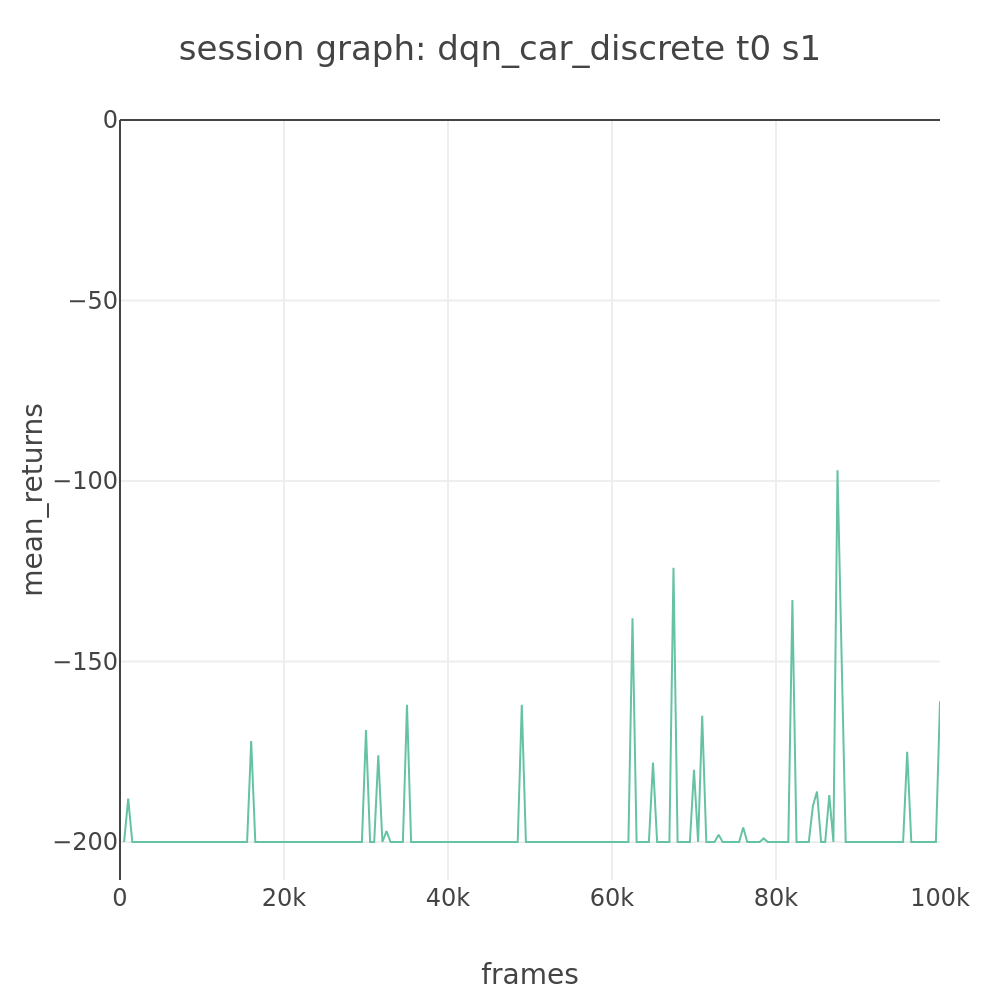 session graph: dqn_car_discrete t0 s1
0
−50
−100
−150
−200
mean_returns
0
20k
40k
60k
80k
100k
frames